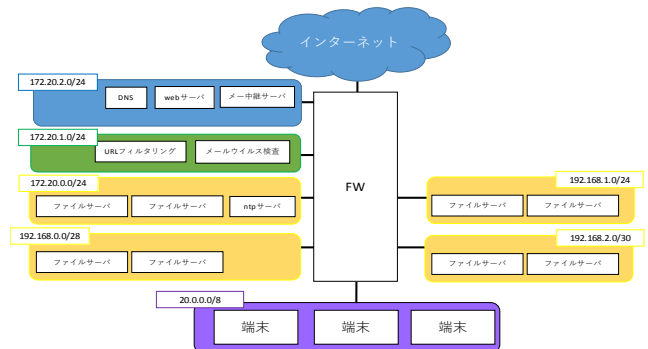 インターネット
172.20.2.0/24
DNS
webサーバ
メー中継サーバ
172.20.1.0/24
URLフィルタリング
メールウイルス検査
172.20.0.0/24
ファイルサーバ
ファイルサーバ
ntpサーバ
192.168.0.0/28
ファイルサーバ
ファイルサーバ
FW
192.168.1.0/24
ファイルサーバ
ファイルサーバ
192.168.2.0/30
ファイルサーバ
ファイルサーバ
20.0.0.0/8
端末
端末
端末